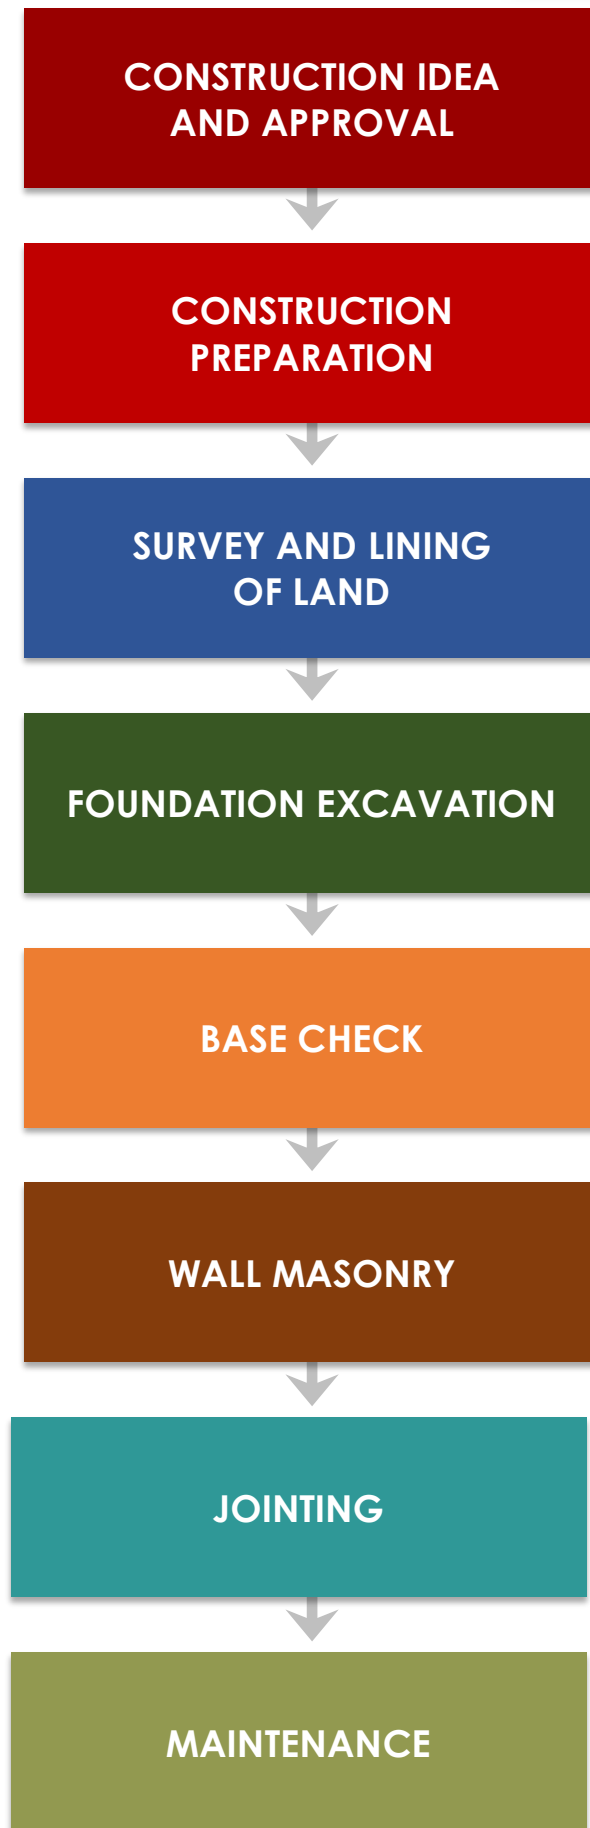 CONSTRUCTION IDEA
AND APPROVAL
CONSTRUCTION
PREPARATION
SURVEY AND LINING
OF LAND
FOUNDATION EXCAVATION
BASE CHECK
WALL MASONRY
JOINTING
MAINTENANCE